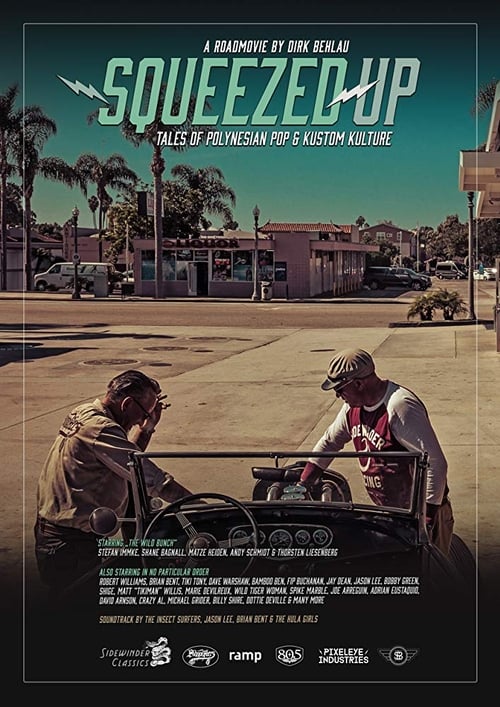 A ROADMOVIE BY DIRK BEHLAU
SQUEEZED UP
TALES OF POLYNESIAN POP & KUSTOM KULTURE
STARRING „THE WILD BUNCH“
STEFAN IMMKE, SHANE BAGNALL, MATZE HEIDEN, ANDY SCHMIDT & THORSTEN LIESENBERG
ALSO STARRING IN NO PARTICULAR ORDER
ROBERT WILLIAMS, BRIAN BENT, TIKI TONY, DAVE WARSHAW, BAMBOO BEN, FIP BUCHANAN, JAY DEAN, JASON LEE, BOBBY GREEN,
SHIGE, MATT "TIKIMAN" WILLIS, MARIE DEVILREUX, WILD TIGER WOMAN, SPIKE MARBLE, JOE ARREGUIN, ADRIAN EUSTAQUIO,
DAVID ARNSON, CRAZY AL, MICHAEL GRIDER, BILLY SHIRE, DOTTIE DEVILLE & MANY MORE
SOUNDTRACK BY THE INSECT SURFERS, JASON LEE, BRIAN BENT & THE HULA GIRLS
SIDEWINDER
CLASSICS
ramp
805
PIXELEYE
INDUSTRIES